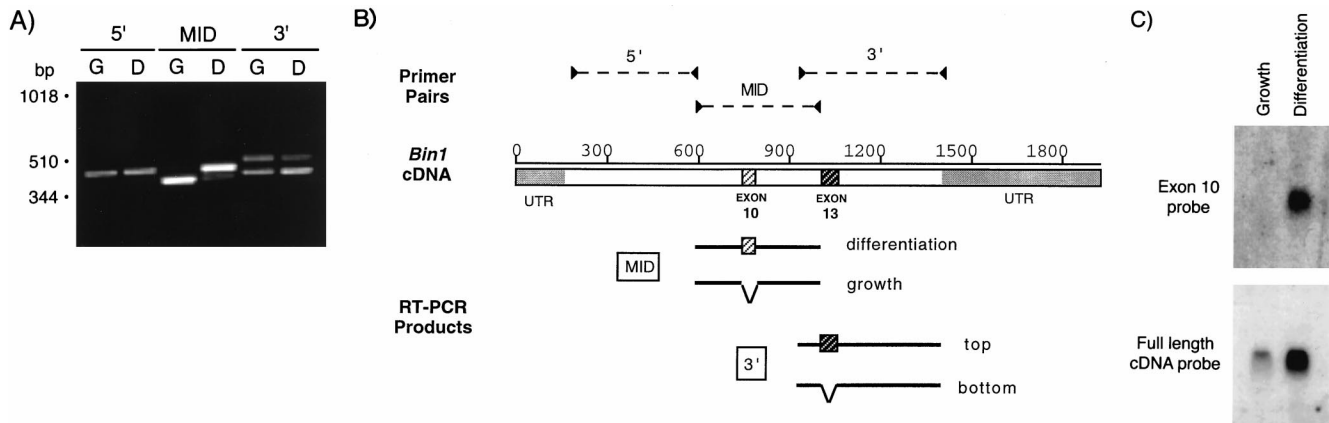 A)
5' MID 3'
bp G D G D G D
1018 •
510 •
344 •
B)
Primer
Pairs
5' 3'
MID
Bin1
cDNA
0 300 600 900 1200 1500 1800
UTR EXON
10 EXON
13 UTR
RT-PCR
Products
MID
differentiation
growth
3'
top
bottom
C)
Growth
Differentiation
Exon 10
probe
Full length
cDNA probe